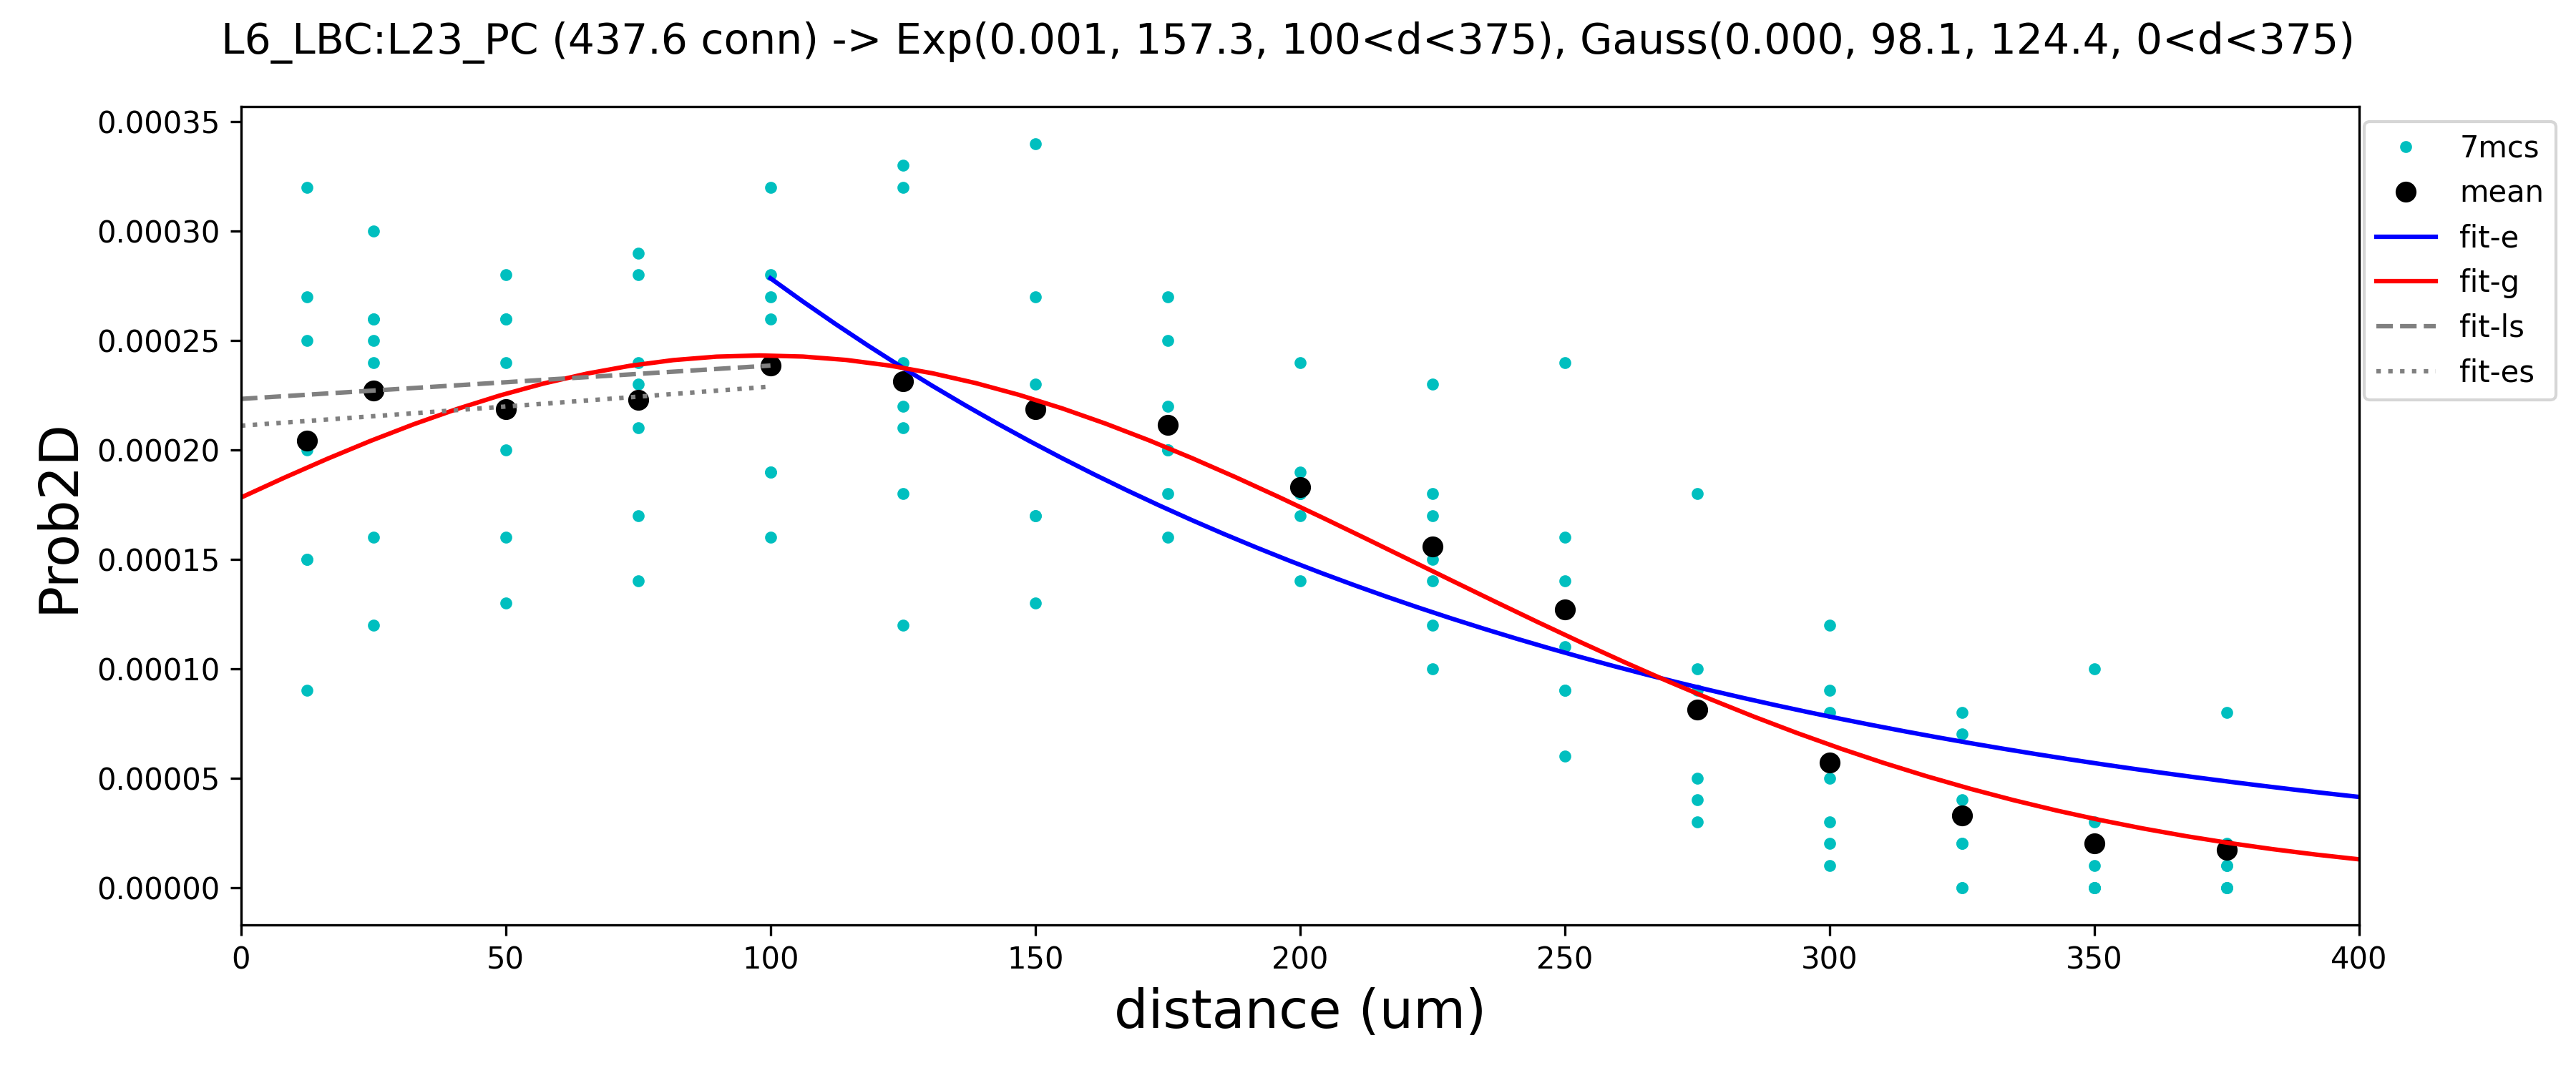 L6_LBC:L23_PC (437.6 conn) -> Exp(0.001, 157.3, 100<d<375), Gauss(0.000, 98.1, 124.4, 0<d<375)
0.00035
0.00030
0.00025
0.00020
0.00015
0.00010
0.00005
0.00000
Prob2D
0 50 100 150 200 250 300 350 400
distance (um)
7mcs
mean
fit-e
fit-g
fit-ls
fit-es